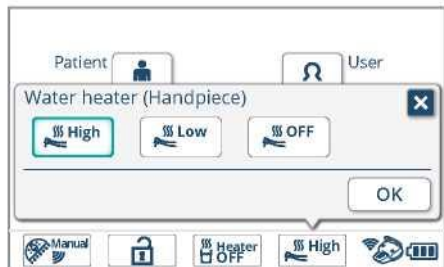 Patient User
Water heater (Handpiece)
High Low OFF
OK
Manual Heater OFF High